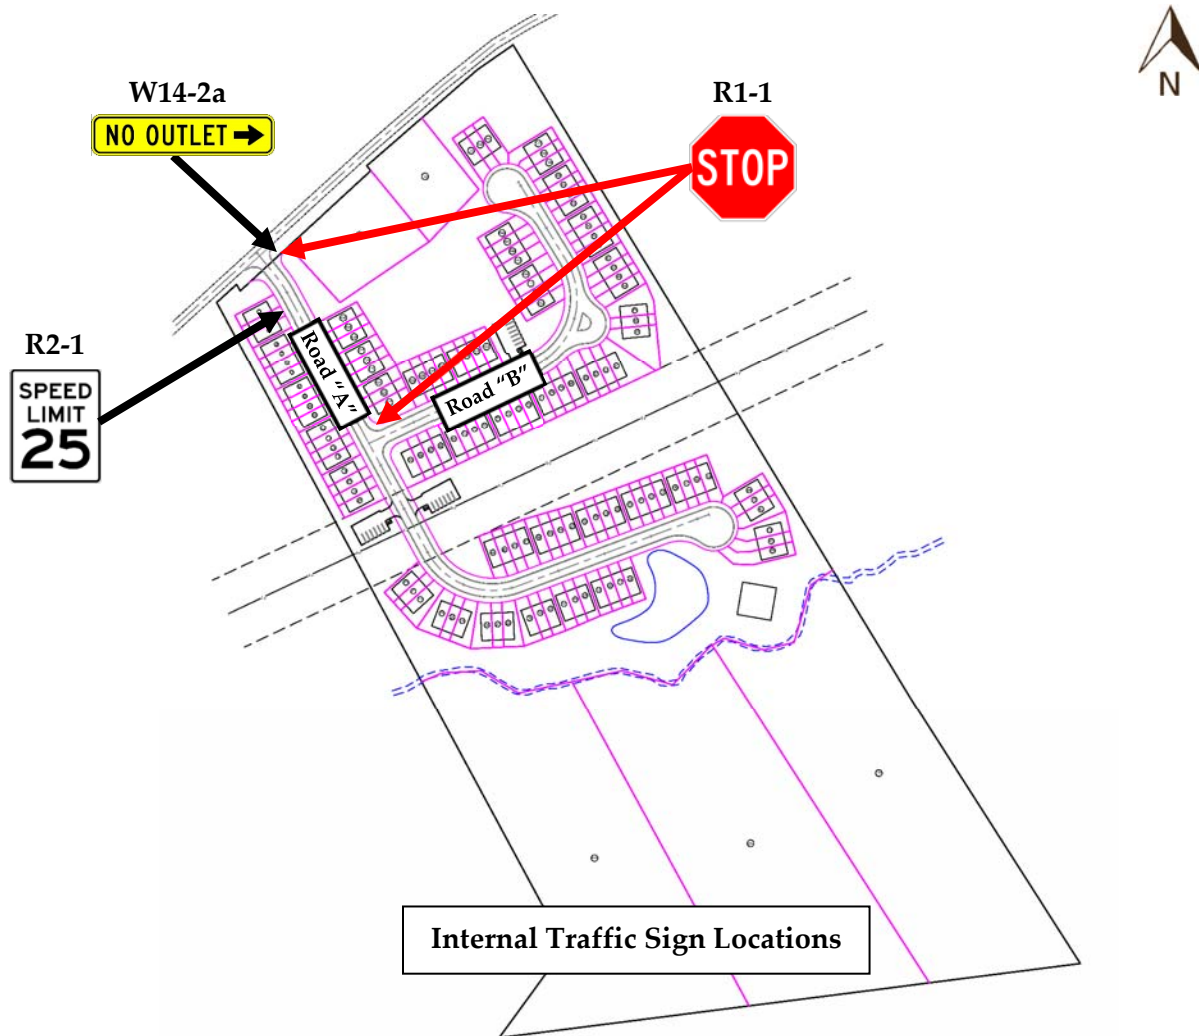 N
W14-2a
NO OUTLET
R1-1
STOP
R2-1
SPEED
LIMIT
25
Road "A"
Road "B"
Internal Traffic Sign Locations